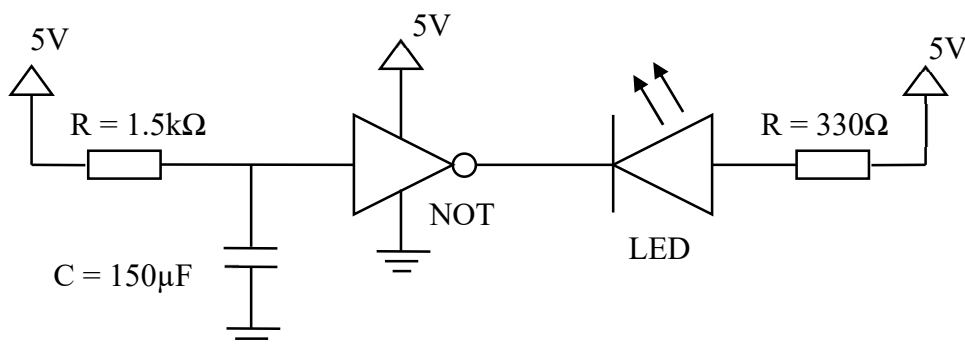 5V
5V
5V
R = 1.5kΩ
R = 330Ω
NOT
LED
C = 150µF